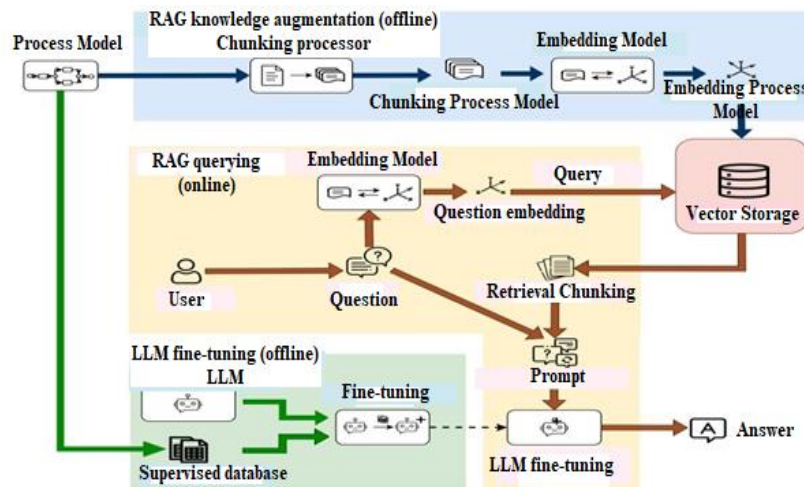 Process Model
RAG knowledge augmentation (offline)
Chunking processor
Embedding Model
Chunking Process Model
Embedding Process
Model
RAG querying
(online)
Embedding Model
Query
Question embedding
Vector Storage
User
Question
Retrieval Chunking
LLM fine-tuning (offline)
LLM
Fine-tuning
Prompt
Supervised database
LLM fine-tuning
A
Answer